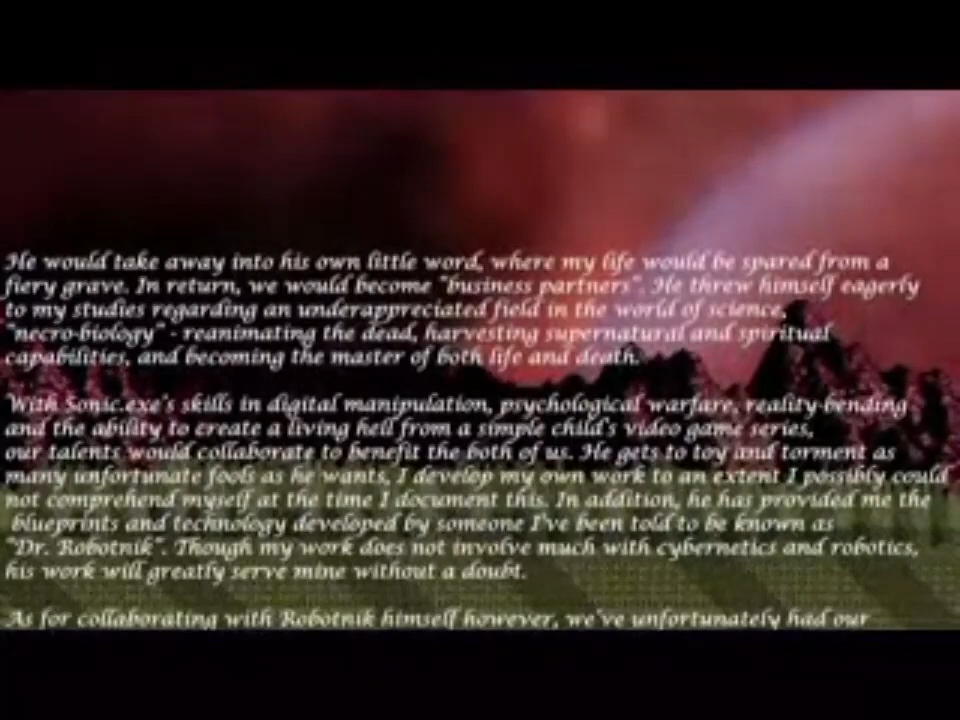 He would take away into his own little word, where my life would be spared from a
fiery grave. In return, we would become "business partners". He threw himself eagerly
to my studies regarding an underappreciated field in the world of science,
"necro-biology" - reanimating the dead, harvesting supernatural and spiritual
capabilities, and becoming the master of both life and death.
With Sonic.exe's skills in digital manipulation, psychological warfare, reality-bending
and the ability to create a living hell from a simple child's video game series,
our talents would collaborate to benefit the both of us. He gets to toy and torment as
many unfortunate fools as he wants, I develop my own work to an extent I possibly could
not comprehend myself at the time I document this. In addition, he has provided me the
blueprints and technology developed by someone I've been told to be known as
"Dr. Robotnik". Though my work does not involve much with cybernetics and robotics,
his work will greatly serve mine without a doubt.
As for collaborating with Robotnik himself however, we've unfortunately had our